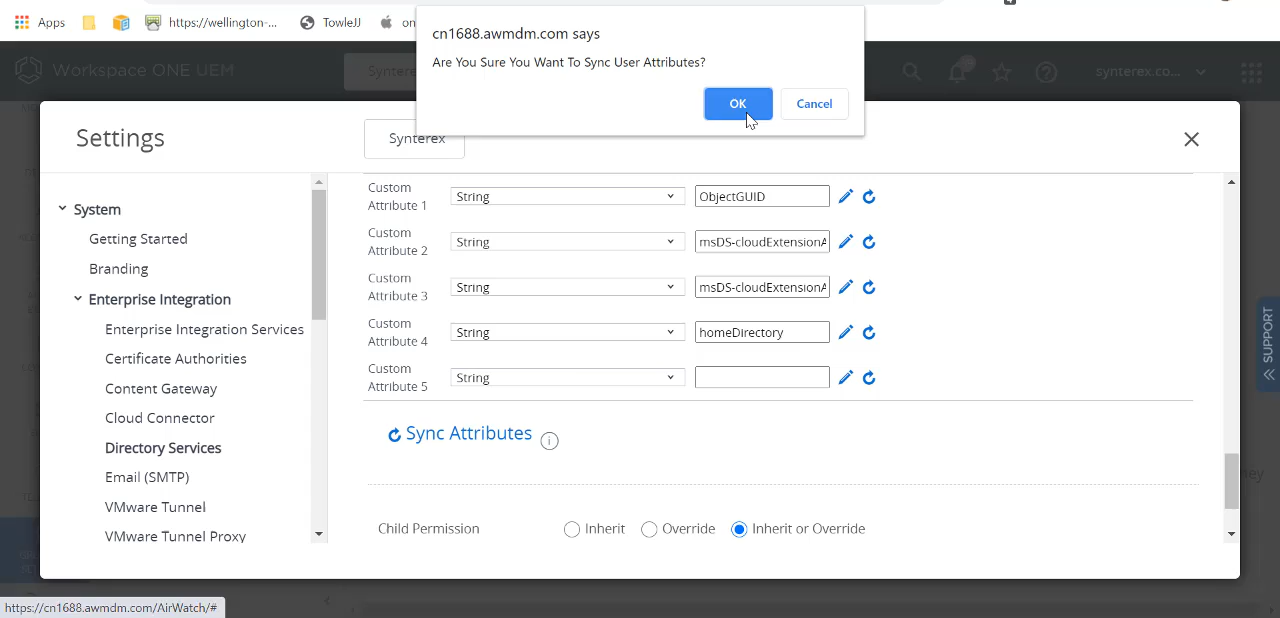 Apps
https://wellington-...
TowleJJ
on
cn1688.awmdm.com says
Are You Sure You Want To Sync User Attributes?
OK
Cancel
Workspace ONE UEM
Syntere
synterex.co...
Settings
Synterex
System
Getting Started
Branding
Enterprise Integration
Enterprise Integration Services
Certificate Authorities
Content Gateway
Cloud Connector
Directory Services
Email (SMTP)
VMware Tunnel
VMware Tunnel Proxy
Custom
Attribute 1
String
ObjectGUID
Custom
Attribute 2
String
msDS-cloudExtensionA
Custom
Attribute 3
String
msDS-cloudExtensionA
Custom
Attribute 4
String
homeDirectory
Custom
Attribute 5
String
Sync Attributes
Child Permission
Inherit
Override
Inherit or Override
SUPPORT
https://cn1688.awmdm.com/AirWatch/#